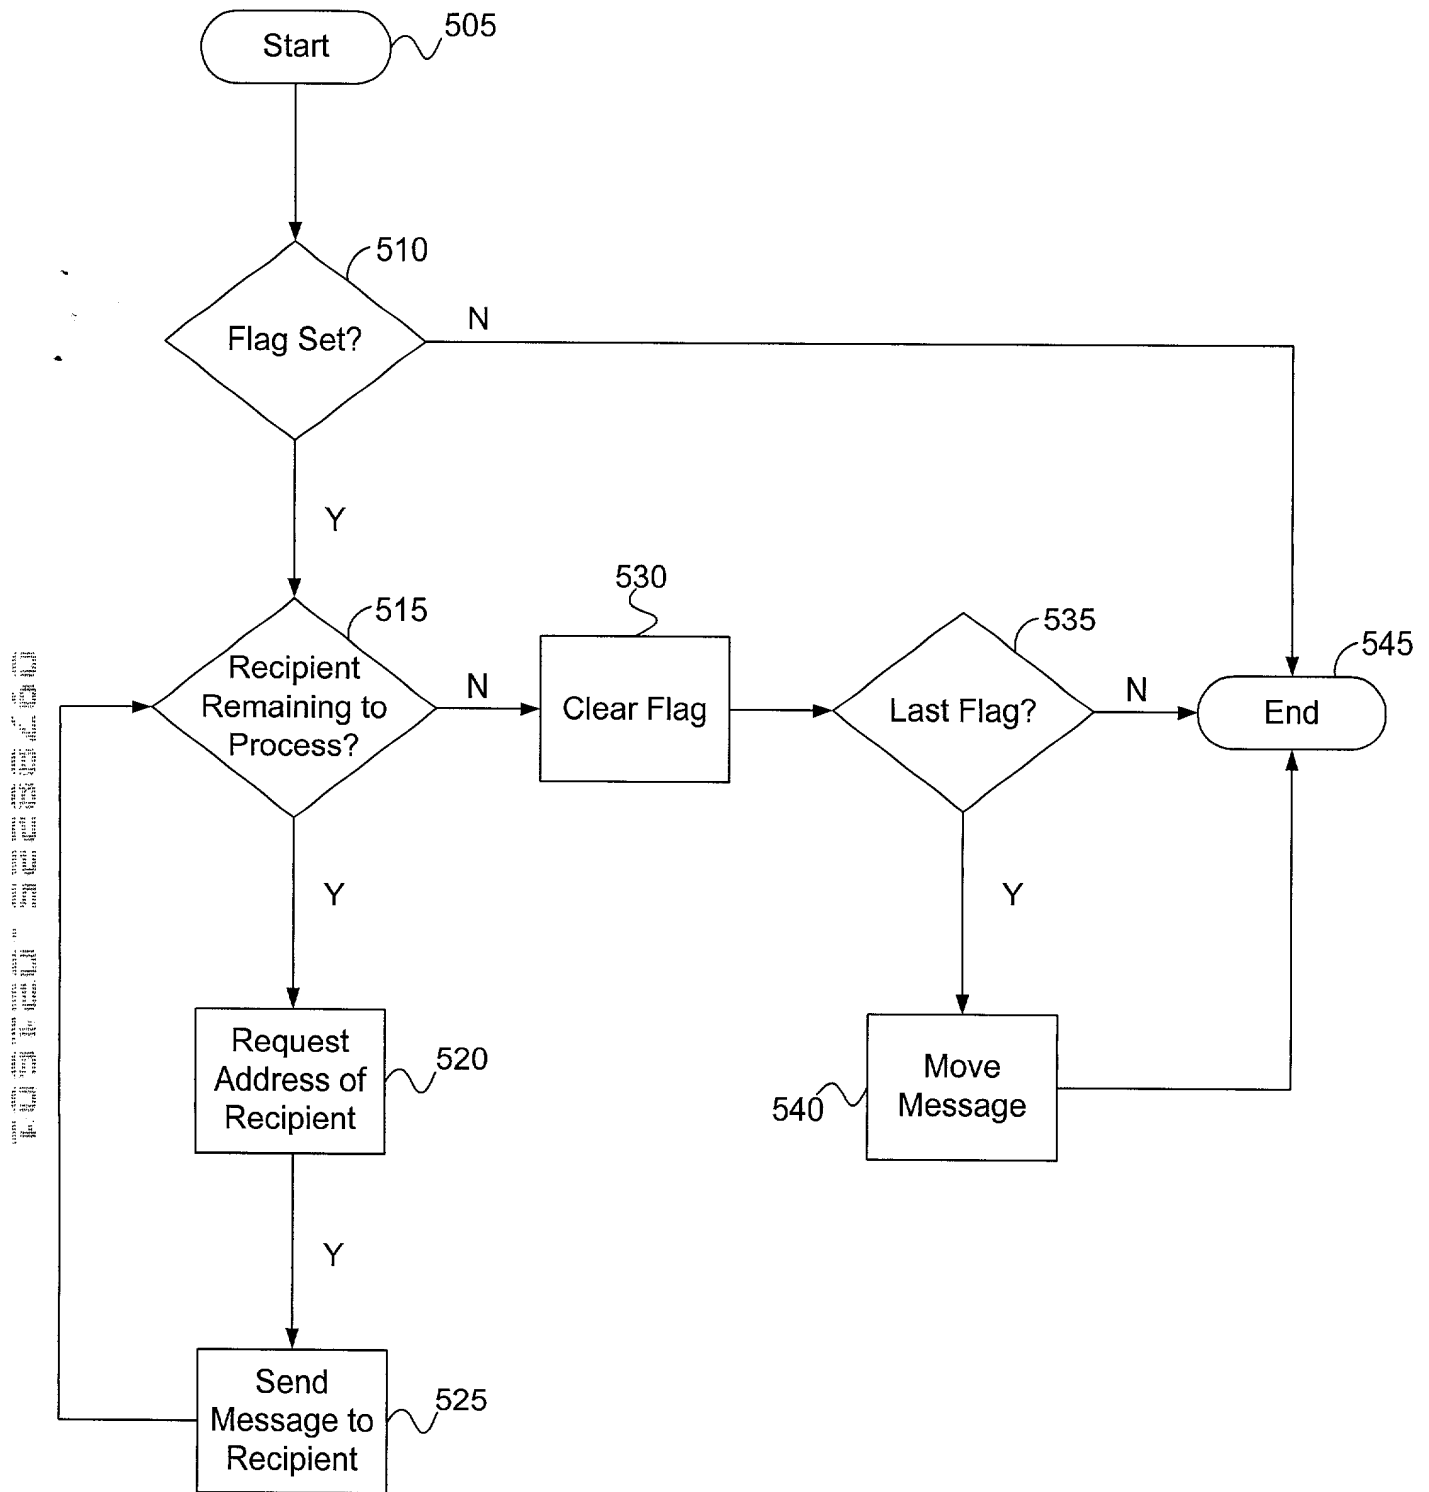 Start
505
510
Flag Set?
N
Y
515
Recipient
Remaining to
Process?
N
530
Clear Flag
535
Last Flag?
N
545
End
Y
Y
Request
Address of
Recipient
520
Move
Message
540
Y
Send
Message to
Recipient
525